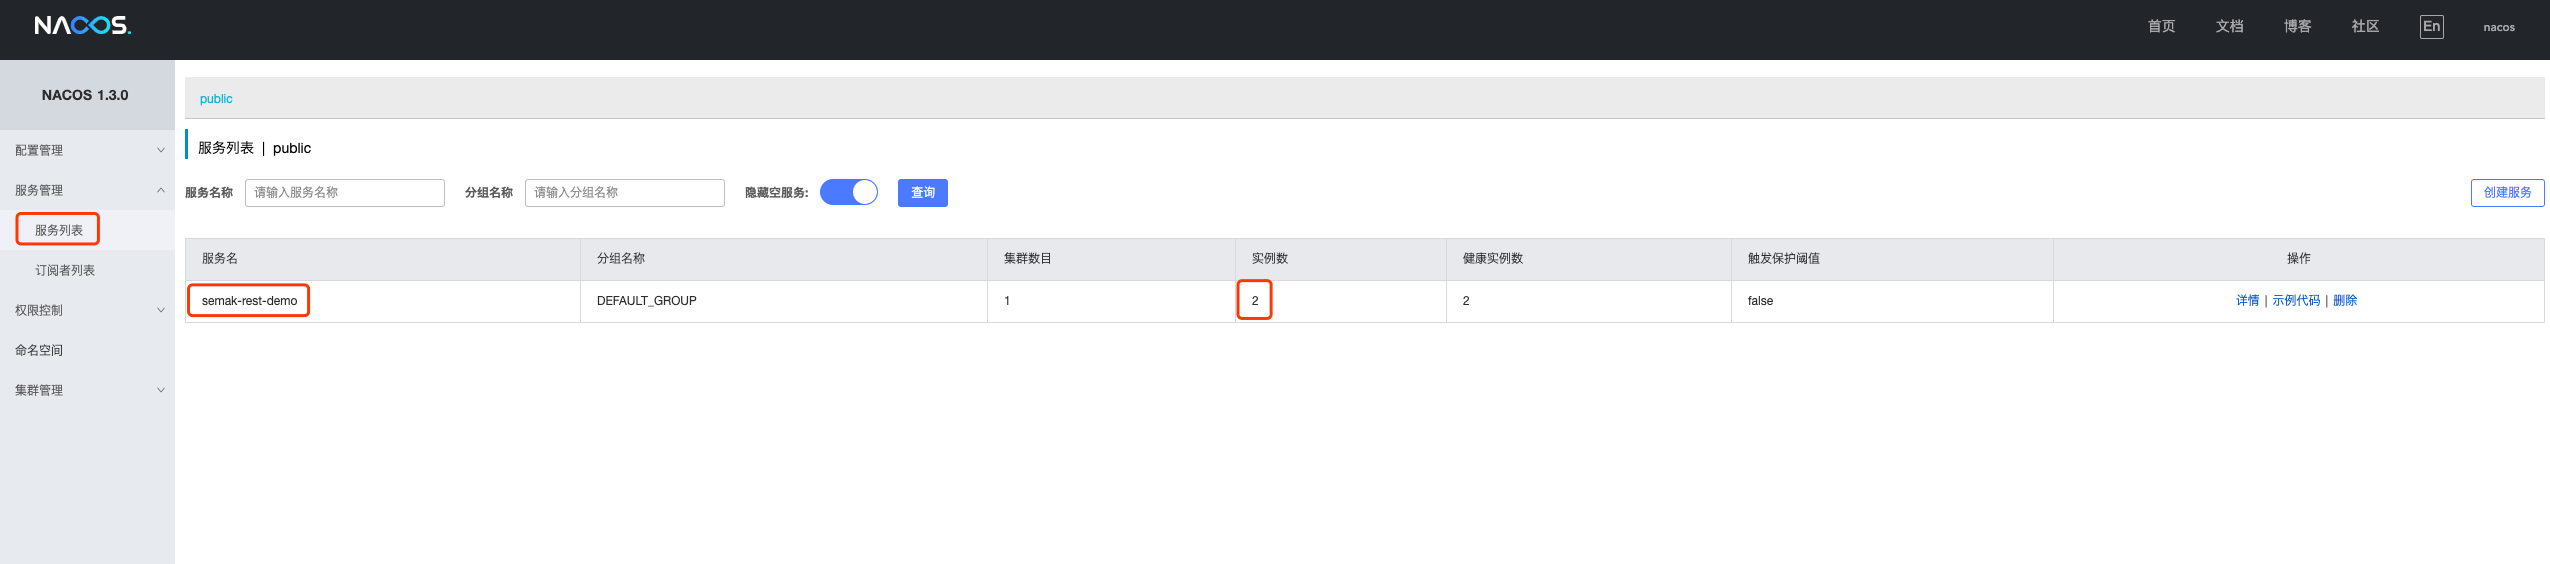 NACOS.
首页 文档 博客 社区 En nacos
NACOS 1.3.0
配置管理
服务管理
服务列表
订阅者列表
权限控制
命名空间
集群管理
public
服务列表 | public
服务名称 请输入服务名称 分组名称 请输入分组名称 隐藏空服务: 查询 创建服务
服务名 分组名称 集群数目 实例数 健康实例数 触发保护阈值 操作
semak-rest-demo DEFAULT_GROUP 1 2 2 false 详情 | 示例代码 | 删除